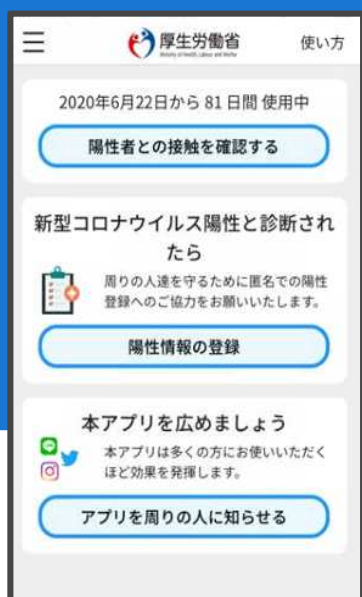 厚生労働省
Ministry of Health, Labour and Welfare
使い方
2020年6月22日から 81 日間 使用中
陽性者との接触を確認する
新型コロナウイルス陽性と診断され
たら
周りの人達を守るために匿名での陽性
登録へのご協力をお願いいたします。
陽性情報の登録
本アプリを広めましょう
本アプリは多くの方にお使いいただく
ほど効果を発揮します。
アプリを周りの人に知らせる